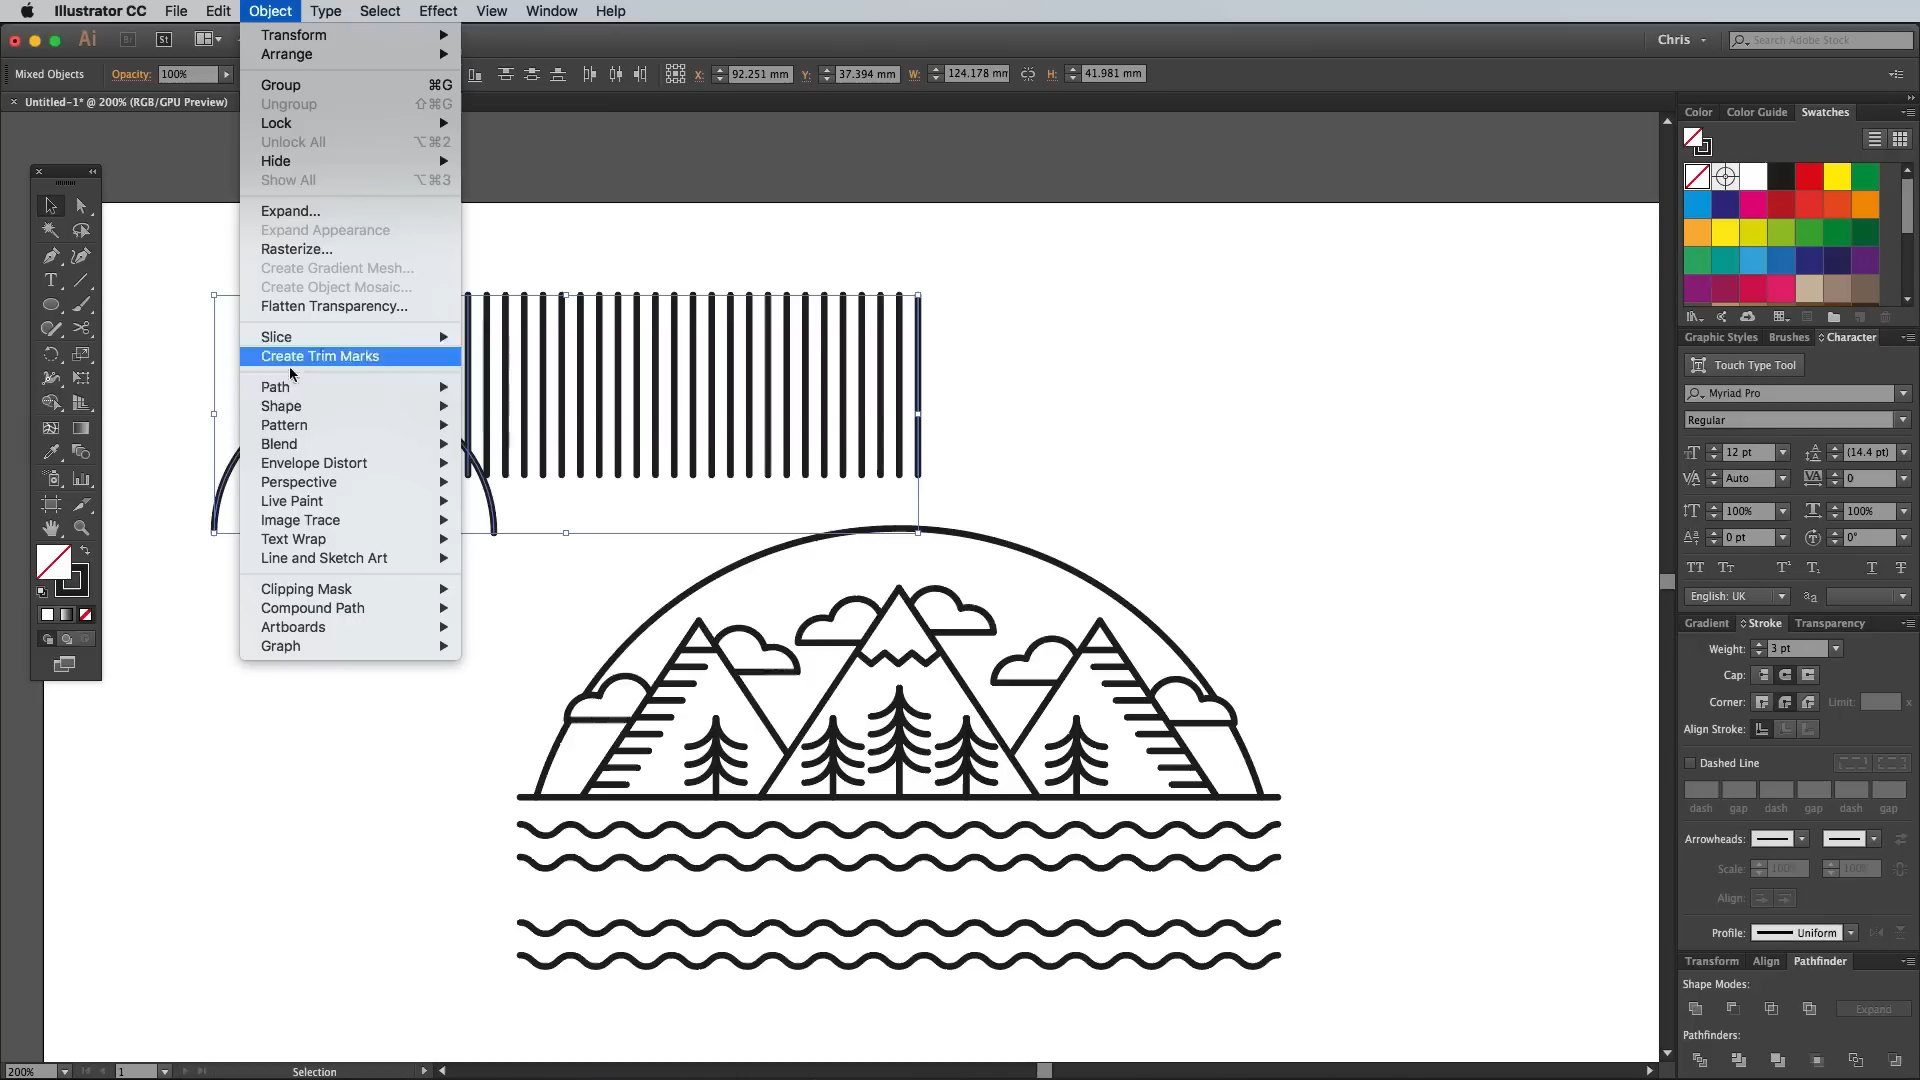 Illustrator CC File Edit Object Type Select Effect View Window Help
Ai Br St Chris Search Adobe Stock
Mixed Objects Opacity: 100% X: 92.251 mm Y: 37.394 mm W: 124.178 mm H: 41.981 mm
Untitled-1* @ 200% (RGB/GPU Preview)
Transform
Arrange
Group ⌘G
Ungroup ⇧⌘G
Lock
Unlock All ⌥⌘2
Hide
Show All ⌥⌘3
Expand...
Expand Appearance
Rasterize...
Create Gradient Mesh...
Create Object Mosaic...
Flatten Transparency...
Slice
Create Trim Marks
Path
Shape
Pattern
Blend
Envelope Distort
Perspective
Live Paint
Image Trace
Text Wrap
Line and Sketch Art
Clipping Mask
Compound Path
Artboards
Graph
Color Color Guide Swatches
Graphic Styles Brushes Character
Touch Type Tool
Myriad Pro
Regular
12 pt (14.4 pt)
Auto 0
100% 100%
0 pt 0°
English: UK
Gradient Stroke Transparency
Weight: 3 pt
Cap:
Corner: Limit: x
Align Stroke:
Dashed Line
dash gap dash gap dash gap
Arrowheads:
Scale: 100% 100%
Align:
Profile: Uniform
Transform Align Pathfinder
Shape Modes:
Expand
Pathfinders:
200% 1 Selection